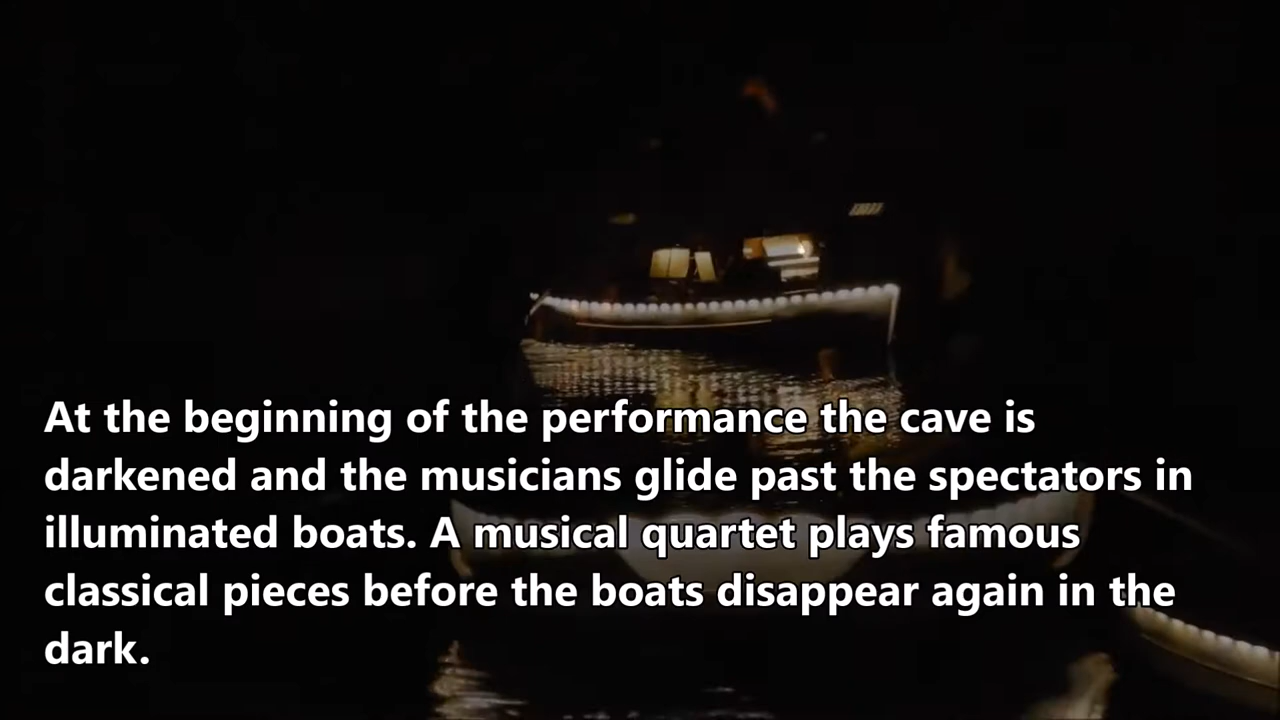 At the beginning of the performance the cave is
darkened and the musicians glide past the spectators in
illuminated boats. A musical quartet plays famous
classical pieces before the boats disappear again in the
dark.